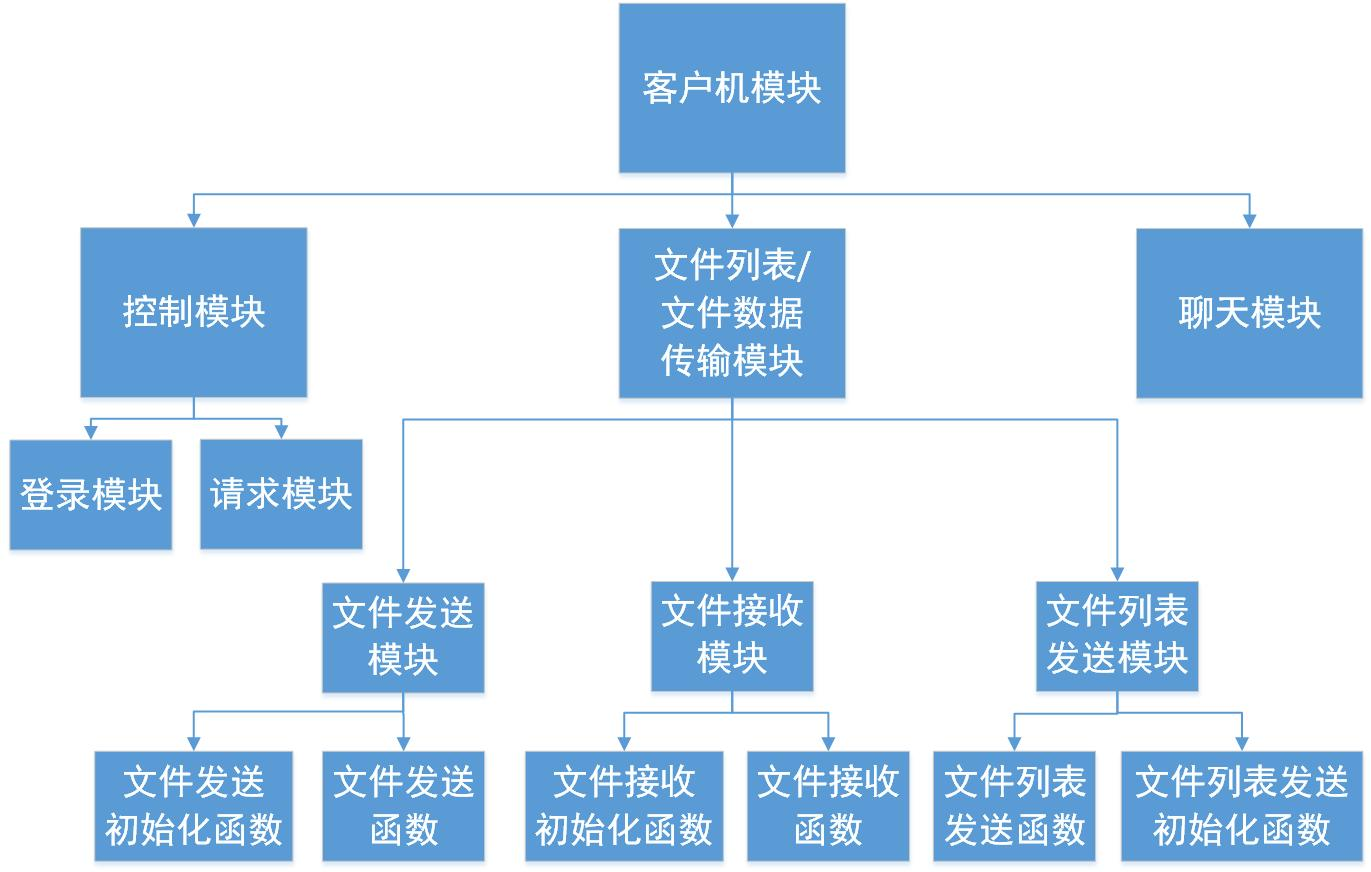 客户机模块
控制模块
文件列表/
文件数据
传输模块
聊天模块
登录模块
请求模块
文件发送
模块
文件接收
模块
文件列表
发送模块
文件发送
初始化函数
文件发送
函数
文件接收
初始化函数
文件接收
函数
文件列表
发送函数
文件列表发送
初始化函数